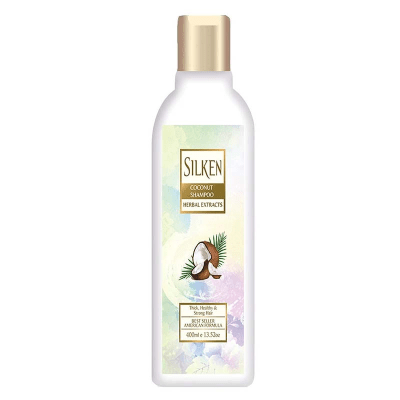 SILKEN
COCONUT
SHAMPOO
HERBAL EXTRACTS
Thick, Healthy &
Strong Hair
BEST SELLER
AMERICAN FORMULA
400ml e 13.52oz